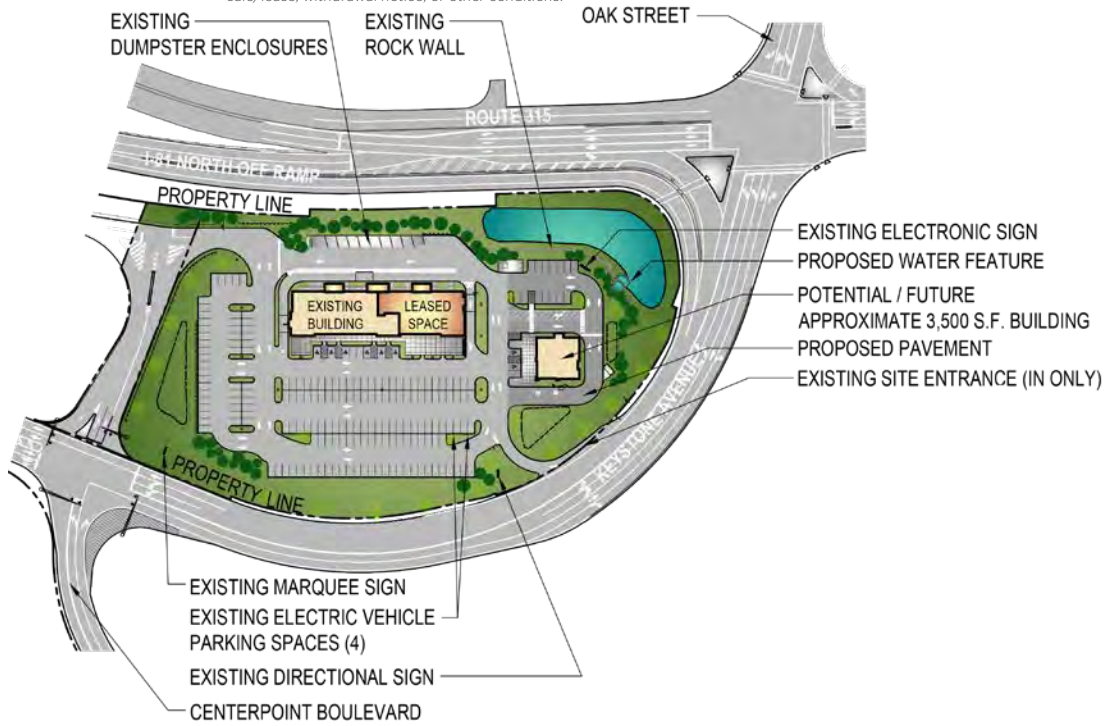 EXISTING
DUMPSTER ENCLOSURES
EXISTING
ROCK WALL
OAK STREET
ROUTE 315
I-81 NORTH OFF RAMP
PROPERTY LINE
EXISTING ELECTRONIC SIGN
PROPOSED WATER FEATURE
POTENTIAL / FUTURE
APPROXIMATE 3,500 S.F. BUILDING
PROPOSED PAVEMENT
EXISTING SITE ENTRANCE (IN ONLY)
EXISTING
BUILDING
LEASED
SPACE
KEYSTONE AVENUE
PROPERTY LINE
EXISTING MARQUEE SIGN
EXISTING ELECTRIC VEHICLE
PARKING SPACES (4)
EXISTING DIRECTIONAL SIGN
CENTERPOINT BOULEVARD